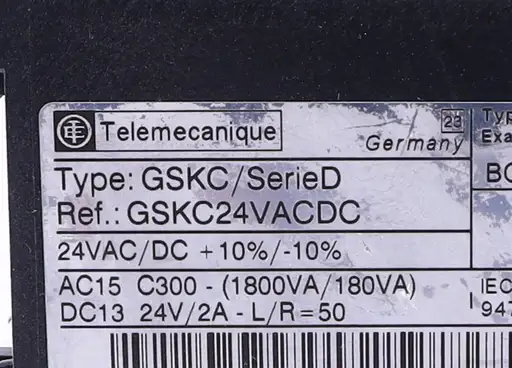 Telemecanique
23
Germany
Typ
Exa
Type: GSKC/SerieD
BG
Ref.: GSKC24VACDC
24VAC/DC +10%/-10%
AC15 C300 - (1800VA/180VA)
IEC
DC13 24V/2A - L/R=50
947